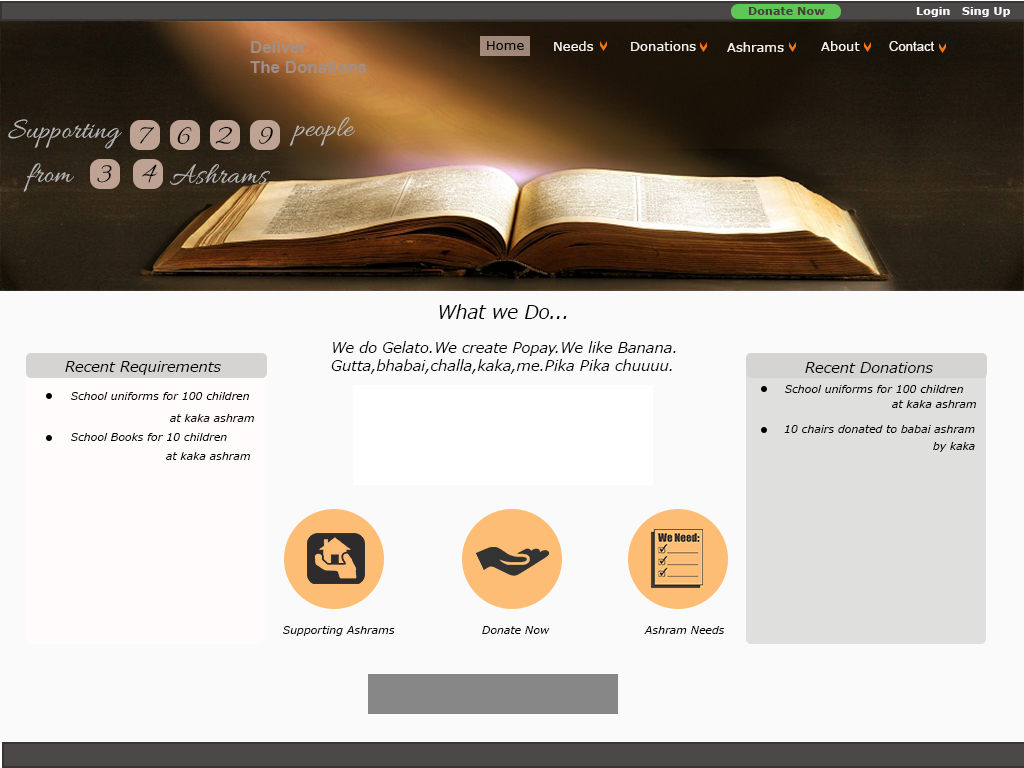 Donate Now Login Sing Up
Deliver
The Donations
Home Needs Donations Ashrams About Contact
Supporting 7 6 2 9 people
from 3 4 Ashrams
What we Do...
We do Gelato.We create Popay.We like Banana.
Gutta,bhabai,challa,kaka,me.Pika Pika chuuuu.
Recent Requirements
School uniforms for 100 children
at kaka ashram
School Books for 10 children
at kaka ashram
Recent Donations
School uniforms for 100 children
at kaka ashram
10 chairs donated to babai ashram
by kaka
We Need:
Supporting Ashrams
Donate Now
Ashram Needs